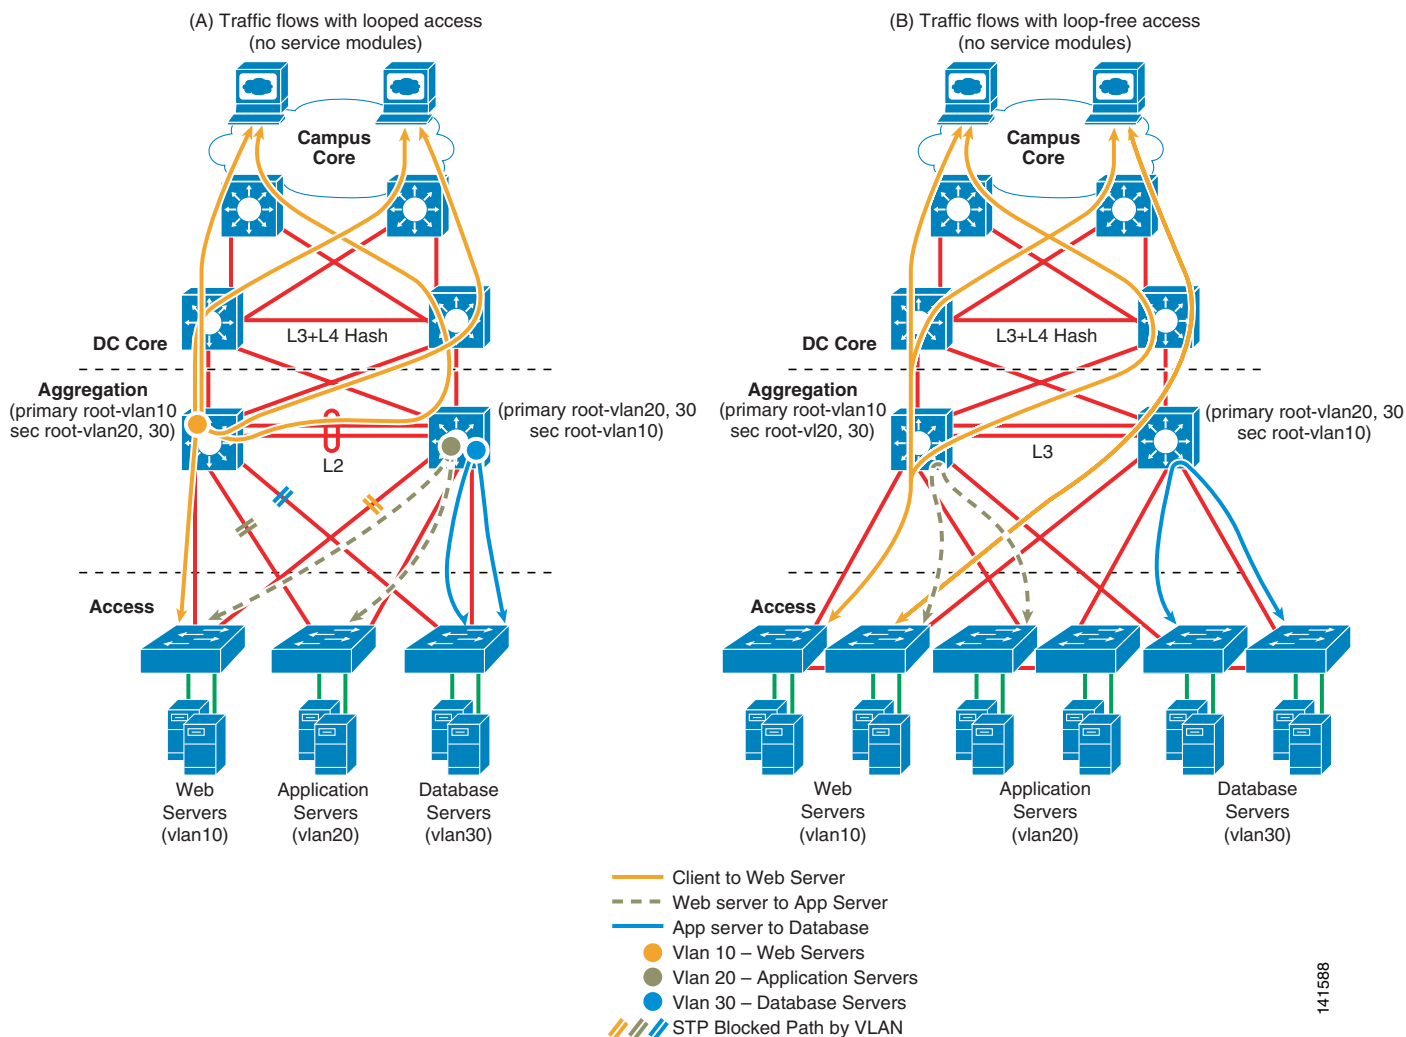 (A) Traffic flows with looped access
(no service modules)
Campus
Core
L3+L4 Hash
DC Core
Aggregation
(primary root-vlan10
sec root-vlan20, 30)
(primary root-vlan20, 30
sec root-vlan10)
L2
Access
Web
Servers
(vlan10)
Application
Servers
(vlan20)
Database
Servers
(vlan30)
(B) Traffic flows with loop-free access
(no service modules)
Campus
Core
L3+L4 Hash
DC Core
Aggregation
(primary root-vlan10
sec root-vl20, 30)
(primary root-vlan20, 30
sec root-vlan10)
L3
Access
Web
Servers
(vlan10)
Application
Servers
(vlan20)
Database
Servers
(vlan30)
Client to Web Server
Web server to App Server
App server to Database
Vlan 10 – Web Servers
Vlan 20 – Application Servers
Vlan 30 – Database Servers
STP Blocked Path by VLAN
141588